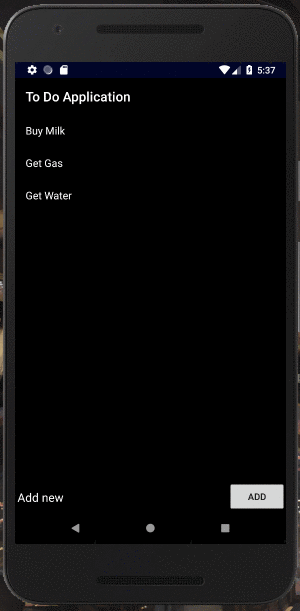 5:37
To Do Application
Buy Milk
Get Gas
Get Water
Add new
ADD